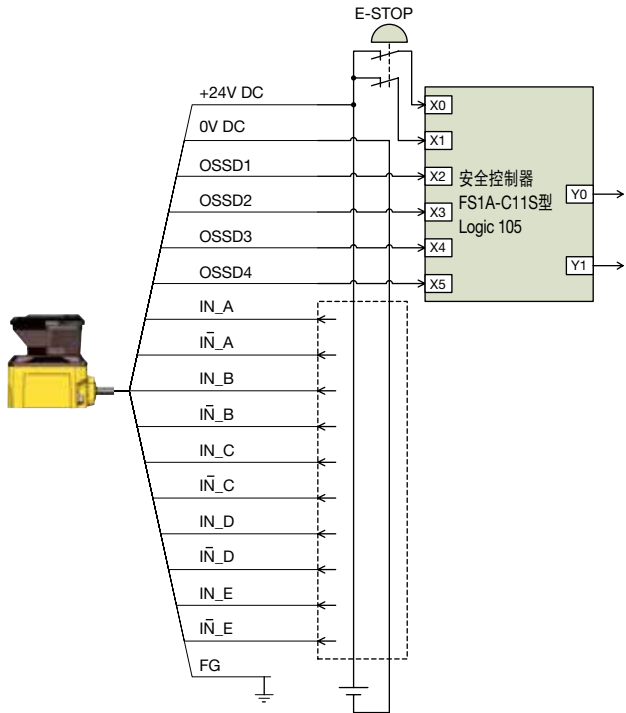 E-STOP
+24V DC
0V DC
OSSD1
OSSD2
OSSD3
OSSD4
IN_A
IN̄_A
IN_B
IN̄_B
IN_C
IN̄_C
IN_D
IN̄_D
IN_E
IN̄_E
FG
X0
X1
X2
X3
X4
X5
安全控制器
FS1A-C11S型
Logic 105
Y0
Y1